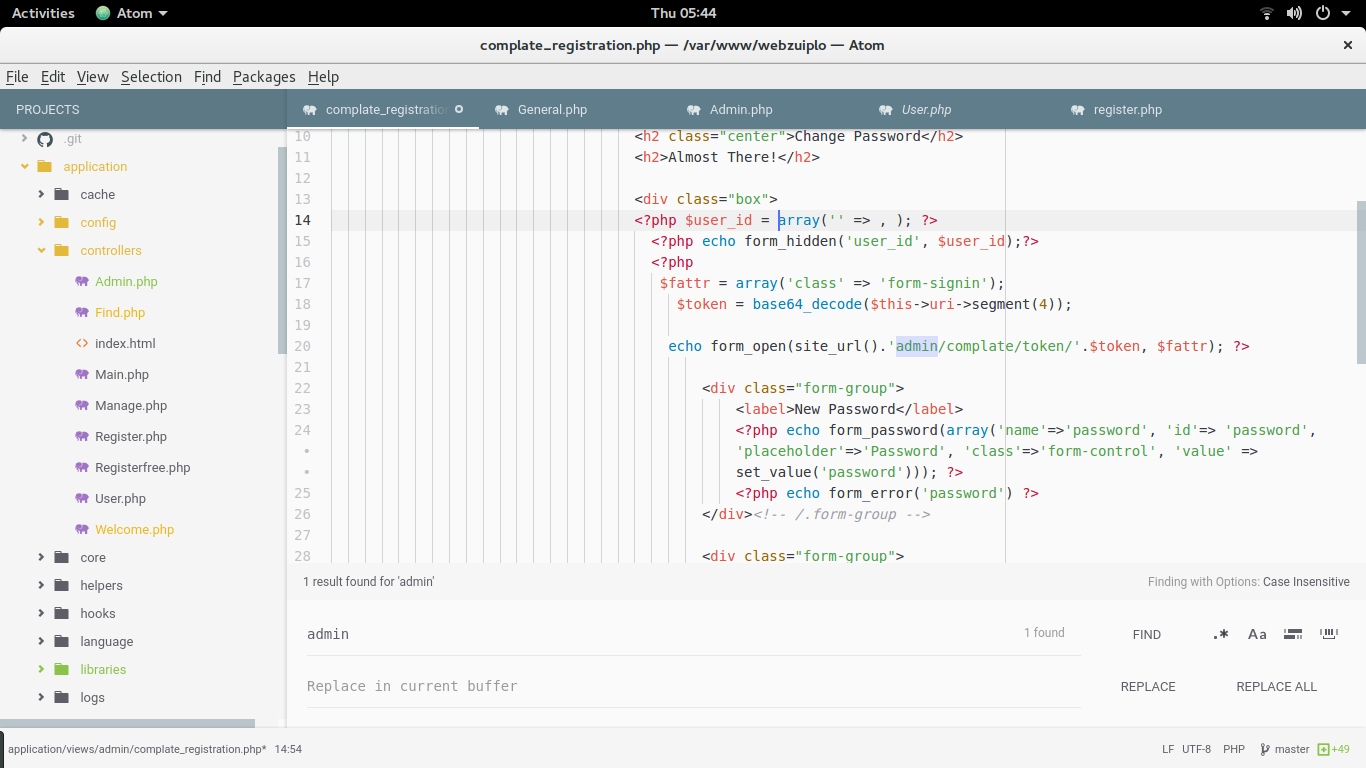 Activities Atom Thu 05:44
complate_registration.php — /var/www/webzuiplo — Atom ×
File Edit View Selection Find Packages Help
PROJECTS
.git
application
cache
config
controllers
Admin.php
Find.php
index.html
Main.php
Manage.php
Register.php
Registerfree.php
User.php
Welcome.php
core
helpers
hooks
language
libraries
logs
complate_registratio General.php Admin.php User.php register.php
10 <h2 class="center">Change Password</h2>
11 <h2>Almost There!</h2>
12
13 <div class="box">
14 <?php $user_id = array('' => , ); ?>
15 <?php echo form_hidden('user_id', $user_id);?>
16 <?php
17 $fattr = array('class' => 'form-signin');
18 $token = base64_decode($this->uri->segment(4));
19
20 echo form_open(site_url().'admin/complate/token/'.$token, $fattr); ?>
21
22 <div class="form-group">
23 <label>New Password</label>
24 <?php echo form_password(array('name'=>'password', 'id'=> 'password',
• 'placeholder'=>'Password', 'class'=>'form-control', 'value' =>
• set_value('password'))); ?>
25 <?php echo form_error('password') ?>
26 </div><!-- /.form-group -->
27
28 <div class="form-group">
1 result found for 'admin' Finding with Options: Case Insensitive
admin 1 found FIND .* Aa
Replace in current buffer REPLACE REPLACE ALL
application/views/admin/complate_registration.php* 14:54 LF UTF-8 PHP master +49